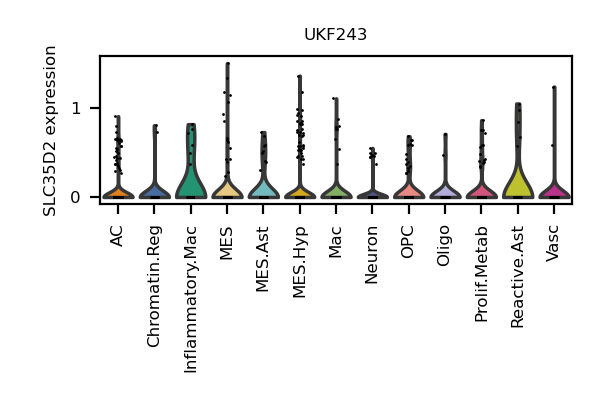 UKF243
SLC35D2 expression
1
0
AC
Chromatin.Reg
Inflammatory.Mac
MES
MES.Ast
MES.Hyp
Mac
Neuron
OPC
Oligo
Prolif.Metab
Reactive.Ast
Vasc